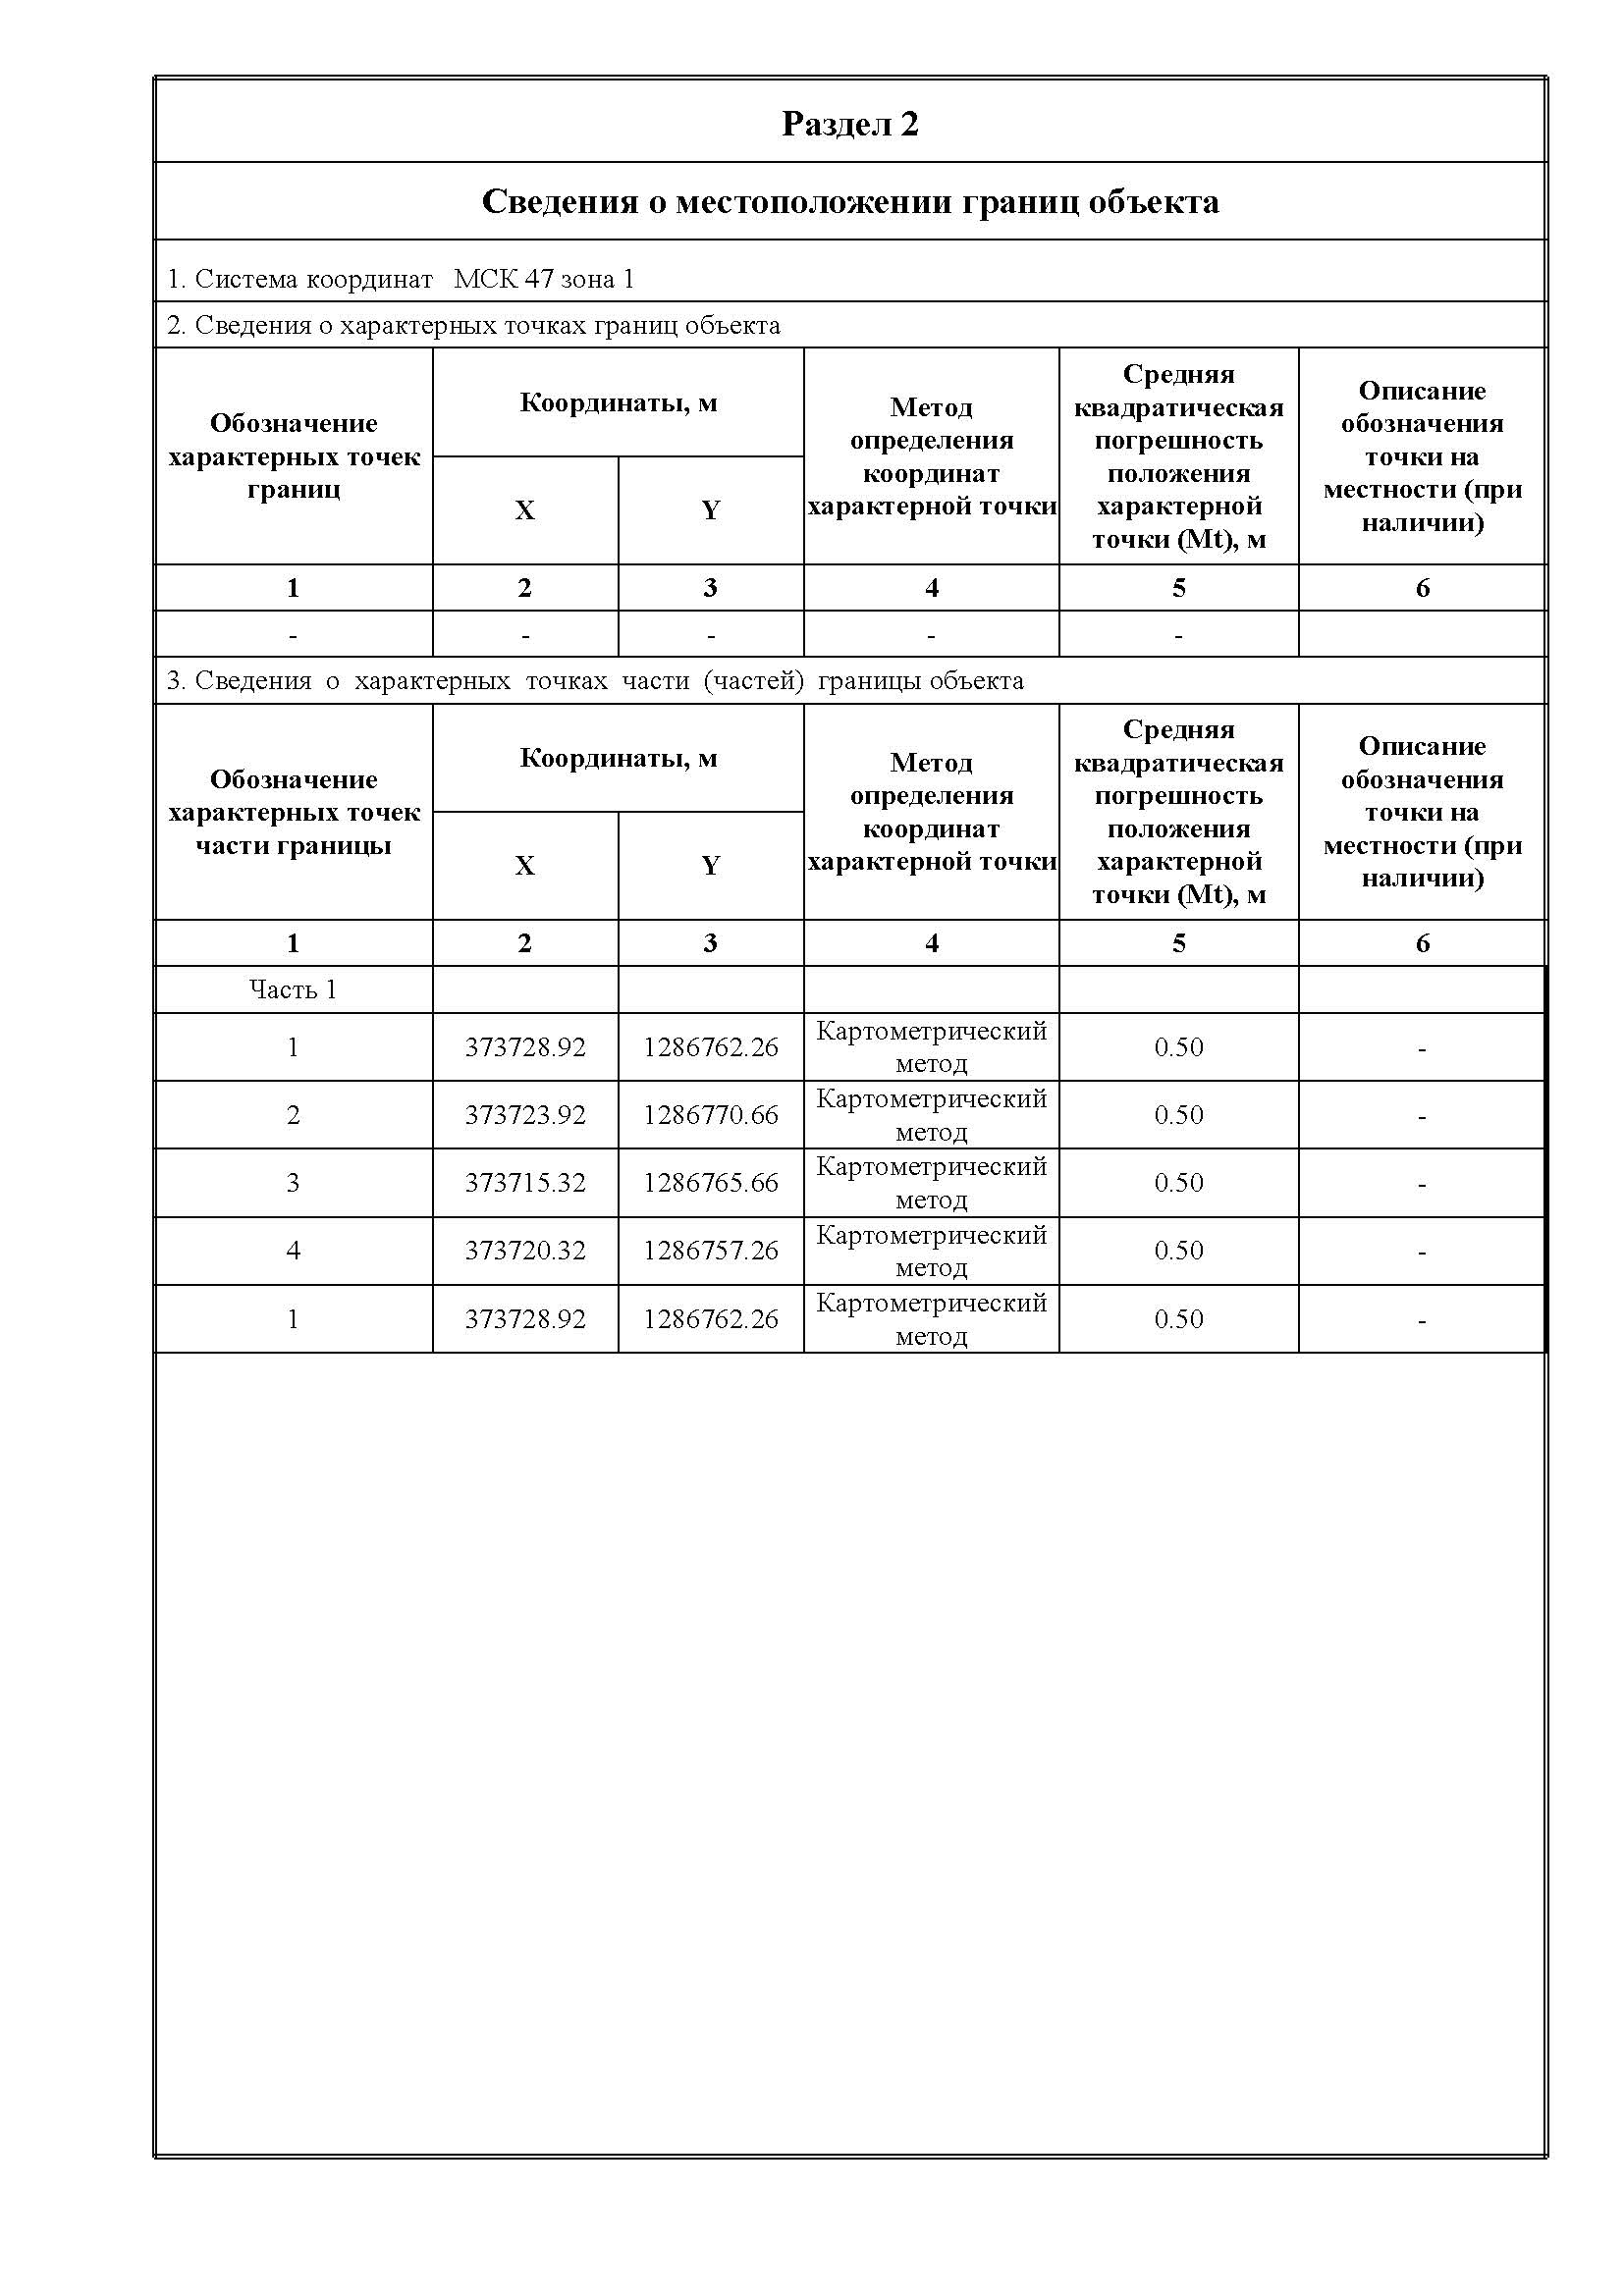 Раздел 2
Сведения о местоположении границ объекта
1. Система координат МСК 47 зона 1
2. Сведения о характерных точках границ объекта
Обозначение
характерных точек
границ
Координаты, м
X
Y
Метод
определения
координат
характерной точки
Средняя
квадратическая
погрешность
положения
характерной
точки (Mt), м
Описание
обозначения
точки на
местности (при
наличии)
1 2 3 4 5 6
- - - - -
3. Сведения о характерных точках части (частей) границы объекта
Обозначение
характерных точек
части границы
Координаты, м
X
Y
Метод
определения
координат
характерной точки
Средняя
квадратическая
погрешность
положения
характерной
точки (Mt), м
Описание
обозначения
точки на
местности (при
наличии)
1 2 3 4 5 6
Часть 1
1 373728.92 1286762.26 Картометрический
метод 0.50 -
2 373723.92 1286770.66 Картометрический
метод 0.50 -
3 373715.32 1286765.66 Картометрический
метод 0.50 -
4 373720.32 1286757.26 Картометрический
метод 0.50 -
1 373728.92 1286762.26 Картометрический
метод 0.50 -